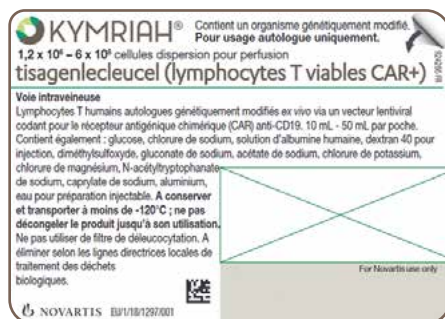 KYMRIAH®
Contient un organisme génétiquement modifié.
Pour usage autologue uniquement.
1,2 x 10⁶ – 6 x 10⁸ cellules dispersion pour perfusion
tisagenlecleucel (lymphocytes T viables CAR+)
Voie intraveineuse
Lymphocytes T humains autologues génétiquement modifiés ex vivo via un vecteur lentiviral
codant pour le récepteur antigénique chimérique (CAR) anti-CD19. 10 mL - 50 mL par poche.
Contient également : glucose, chlorure de sodium, solution d'albumine humaine, dextran 40 pour
injection, diméthylsulfoxyde, gluconate de sodium, acétate de sodium, chlorure de potassium,
chlorure de magnésium, N-acétyltryptophanate
de sodium, caprylate de sodium, aluminium,
eau pour préparation injectable. A conserver
et transporter à moins de -120°C ; ne pas
décongeler le produit jusqu'à son utilisation.
Ne pas utiliser de filtre de déleucocytation. A
éliminer selon les lignes directrices locales de
traitement des déchets
biologiques.
For Novartis use only
NOVARTIS EU/1/18/1297/001